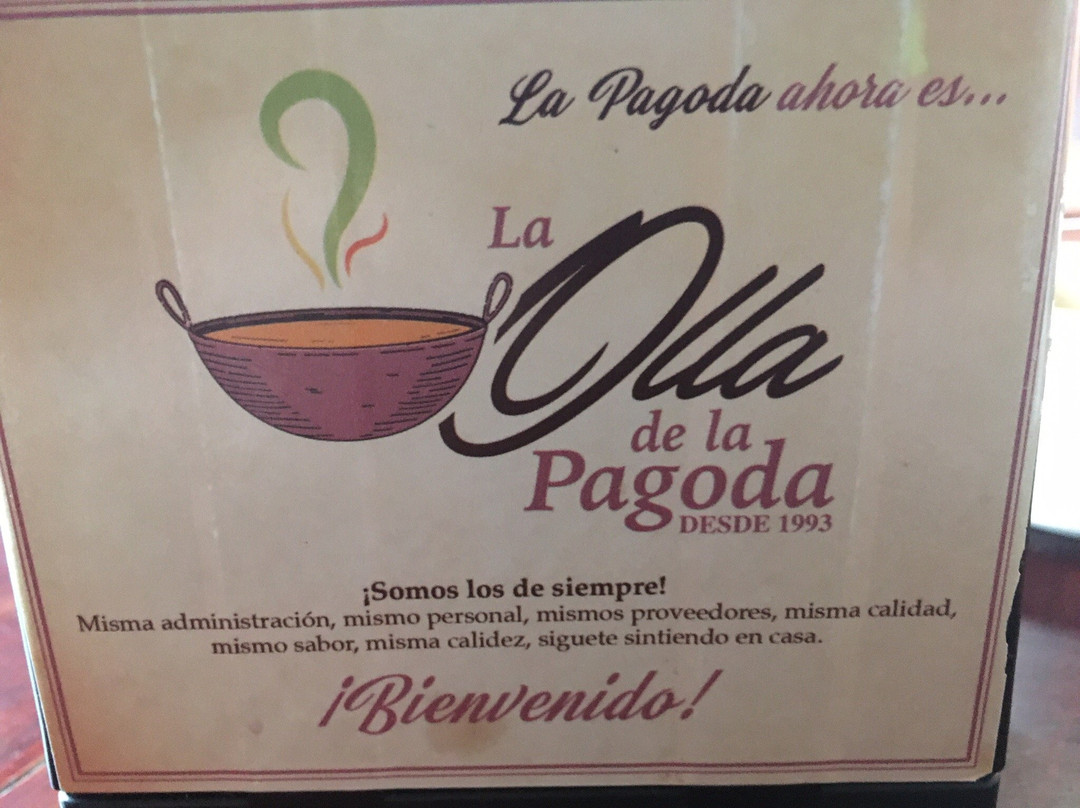 La Pagoda ahora es...
La
Olla
de la
Pagoda
DESDE 1993
¡Somos los de siempre!
Misma administración, mismo personal, mismos proveedores, misma calidad,
mismo sabor, misma calidez, siguete sintiendo en casa.
¡Bienvenido!